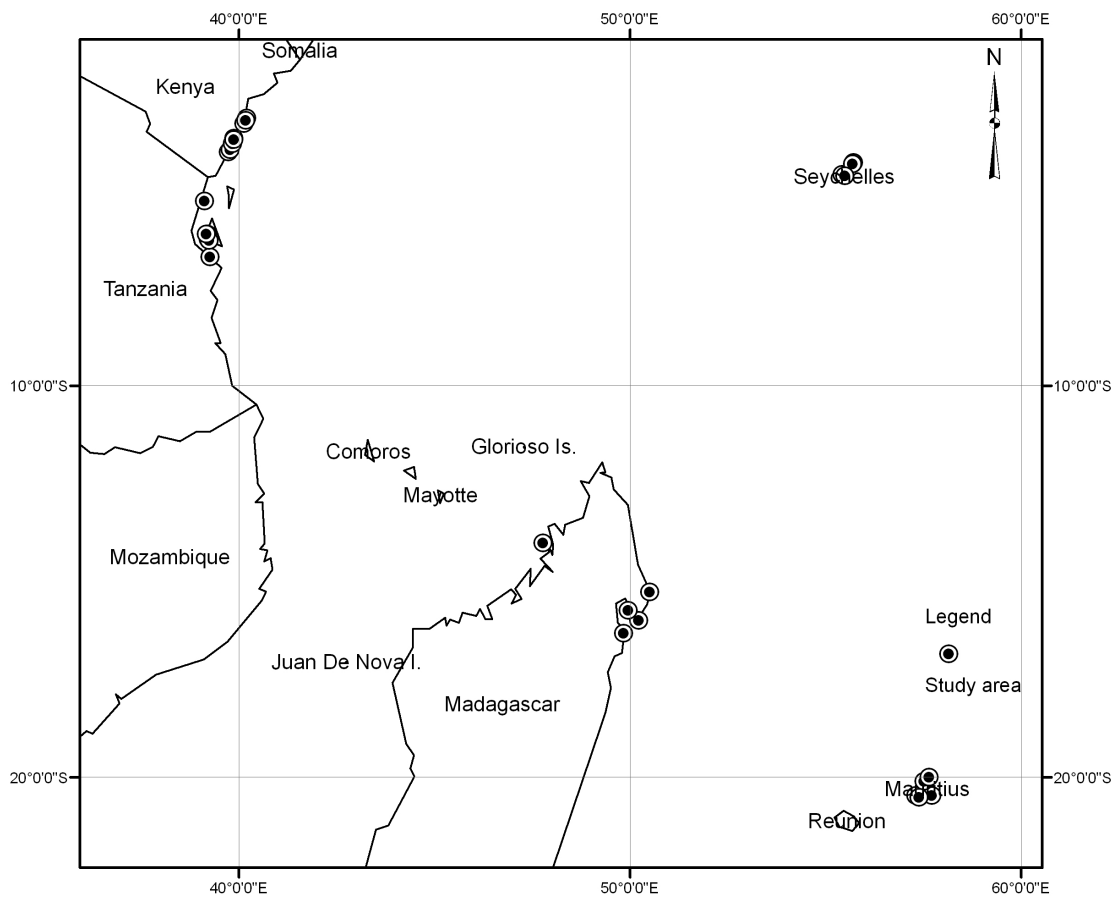 40°0'0"E 50°0'0"E 60°0'0"E
Somalia
N
Kenya
Seychelles
Tanzania
10°0'0"S 10°0'0"S
Comoros
Glorioso Is.
Mayotte
Mozambique
Legend
Juan De Nova I.
Study area
Madagascar
20°0'0"S 20°0'0"S
Mauritius
Reunion
40°0'0"E 50°0'0"E 60°0'0"E